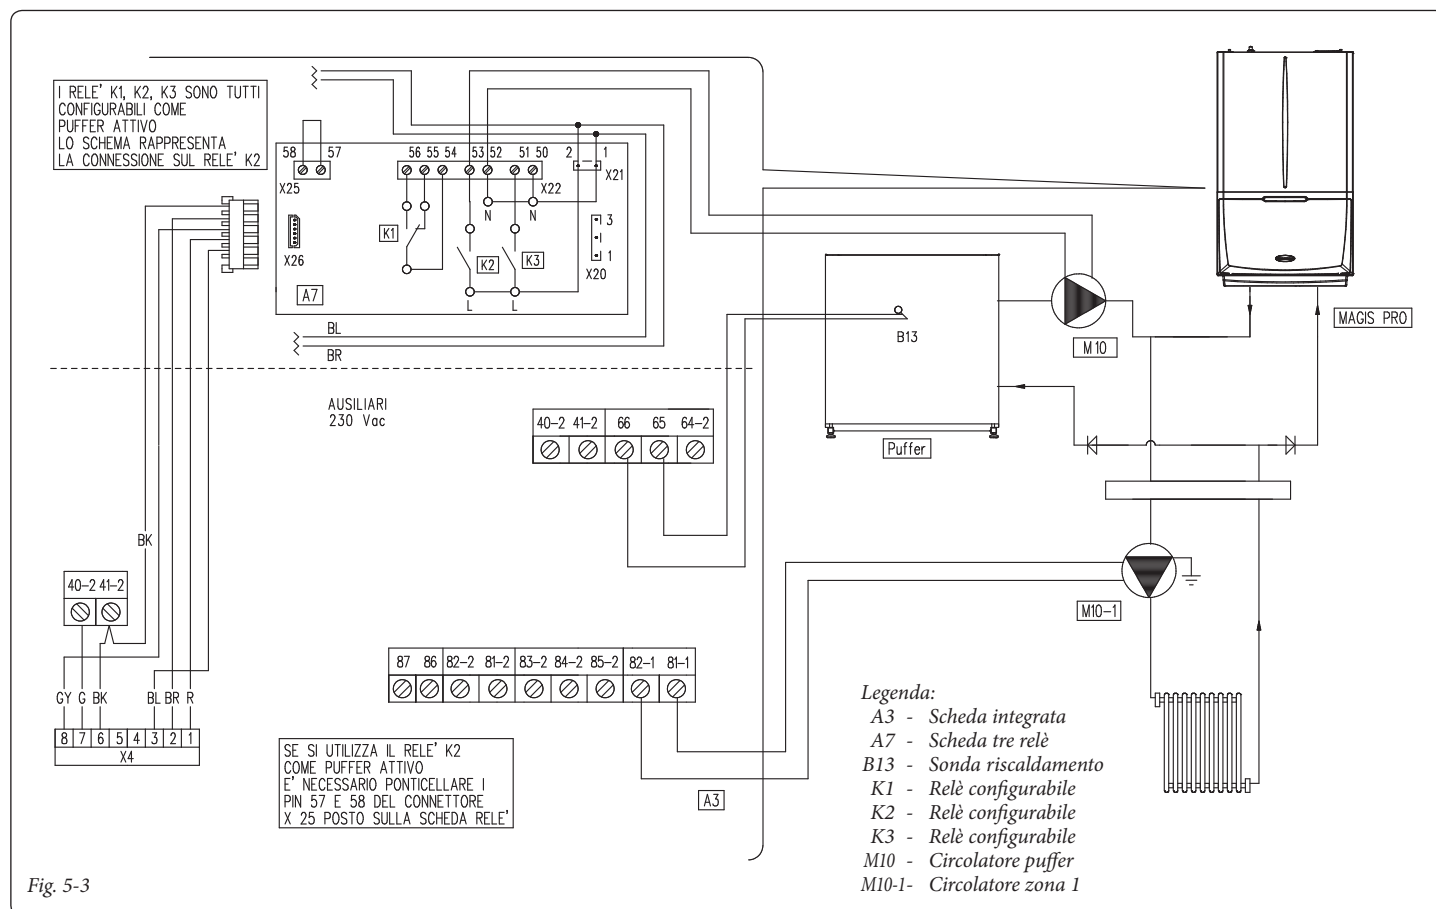 I RELE' K1, K2, K3 SONO TUTTI
CONFIGURABILI COME
PUFFER ATTIVO
LO SCHEMA RAPPRESENTA
LA CONNESSIONE SUL RELE' K2
58 57
X25
X26
A7
56 55 54 53 52 51 50
X22
2 1
X21
N N
K1
K2
K3
L L
3
1
X20
BL
BR
MAGIS PRO
B13
M10
Puffer
AUSILIARI
230 Vac
40-2 41-2 66 65 64-2
BK
40-2 41-2
GY G BK BL BR R
8 7 6 5 4 3 2 1
X4
87 86 82-2 81-2 83-2 84-2 85-2 82-1 81-1
M10-1
SE SI UTILIZZA IL RELE' K2
COME PUFFER ATTIVO
E' NECESSARIO PONTICELLARE I
PIN 57 E 58 DEL CONNETTORE
X 25 POSTO SULLA SCHEDA RELE'
A3
Legenda:
A3 - Scheda integrata
A7 - Scheda tre relè
B13 - Sonda riscaldamento
K1 - Relè configurabile
K2 - Relè configurabile
K3 - Relè configurabile
M10 - Circolatore puffer
M10-1- Circolatore zona 1
Fig. 5-3